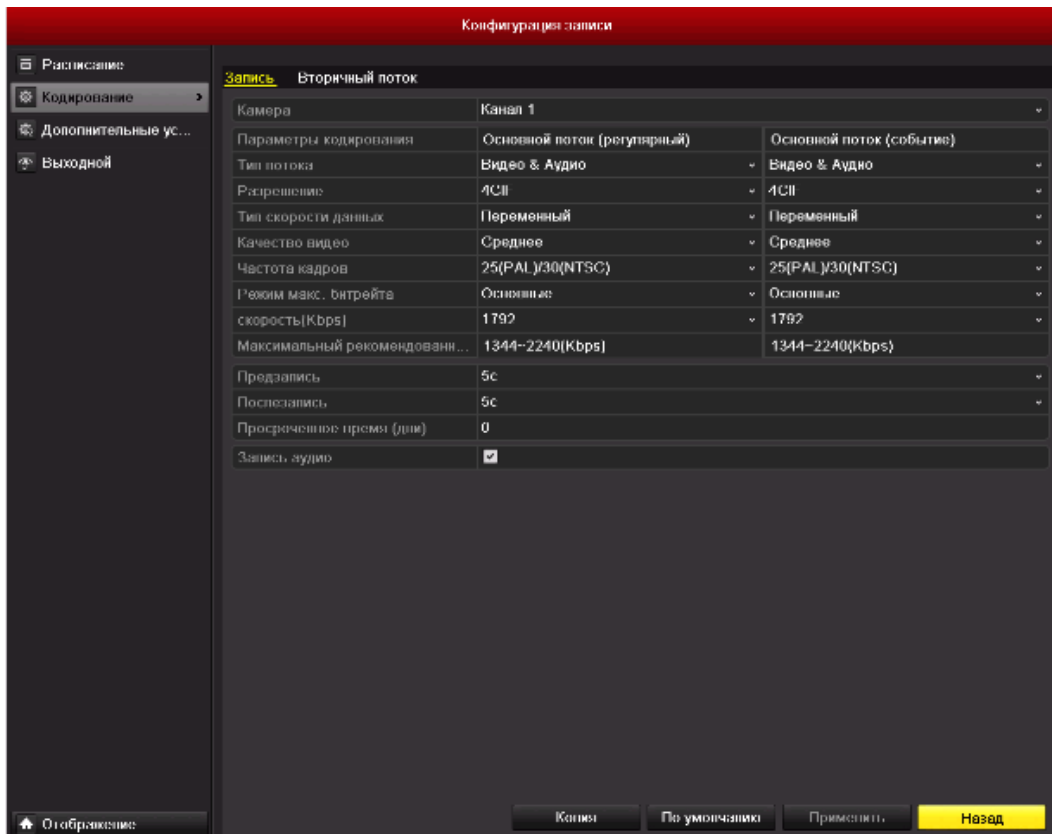 Конфигурация записи
Расписание
Кодирование
Дополнительные ус...
Выходной
Запись Вторичный поток
Камера Канал 1
Параметры кодирования Основной поток (регулярный) Основной поток (событие)
Тип потока Видео & Аудио Видео & Аудио
Разрешение 4CIF 4CIF
Тип скорости данных Переменный Переменный
Качество видео Среднее Среднее
Частота кадров 25(PAL)/30(NTSC) 25(PAL)/30(NTSC)
Режим макс. битрейта Основные Основные
скорость(Kbps) 1792 1792
Максимальный рекомендованн... 1344~2240(Kbps) 1344~2240(Kbps)
Предзапись 5с
Послезапись 5с
Просроченное время (дни) 0
Запись аудио
Отображение
Копия По умолчанию Применить Назад